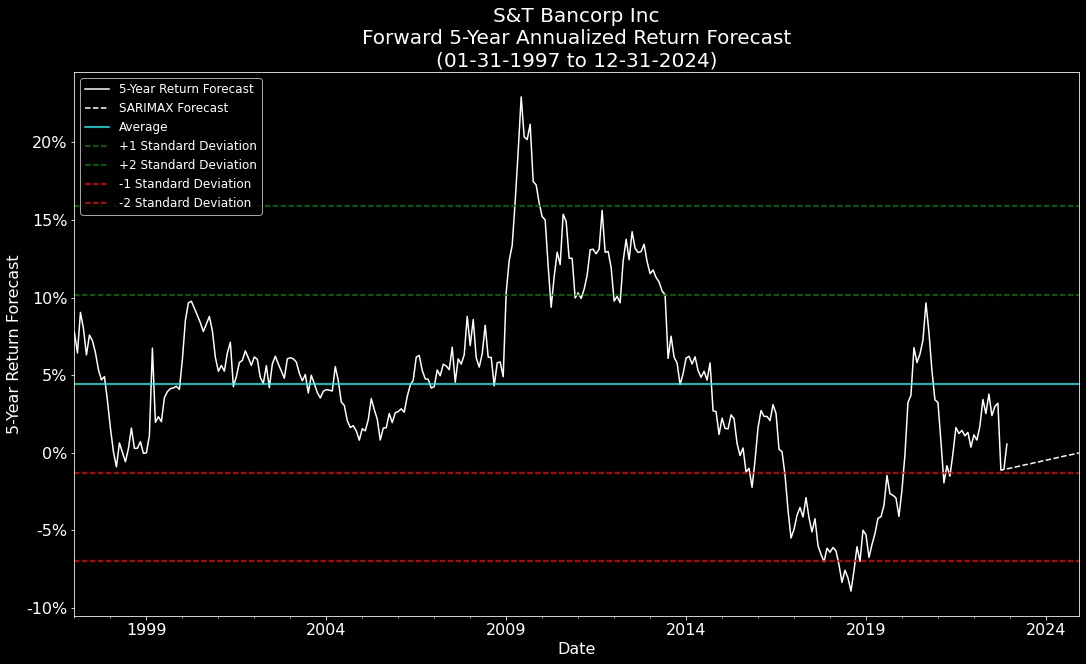 S&T Bancorp Inc
Forward 5-Year Annualized Return Forecast
(01-31-1997 to 12-31-2024)
5-Year Return Forecast
SARIMAX Forecast
Average
+1 Standard Deviation
+2 Standard Deviation
-1 Standard Deviation
-2 Standard Deviation
5-Year Return Forecast
20%
15%
10%
5%
0%
-5%
-10%
1999
2004
2009
2014
2019
2024
Date